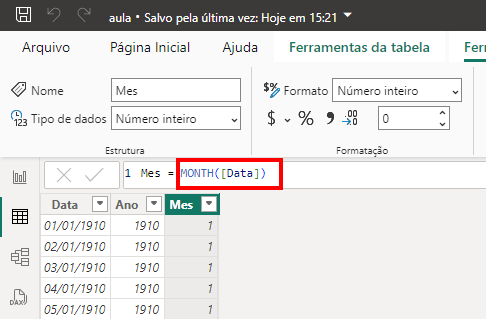 aula • Salvo pela última vez: Hoje em 15:21
Arquivo Página Inicial Ajuda Ferramentas da tabela Ferr
Nome Mes
Tipo de dados Número inteiro
Estrutura
Formato Número inteiro
$ % 0
Formatação
1 Mes = MONTH([Data])
Data Ano Mes
01/01/1910 1910 1
02/01/1910 1910 1
03/01/1910 1910 1
04/01/1910 1910 1
05/01/1910 1910 1
DAX